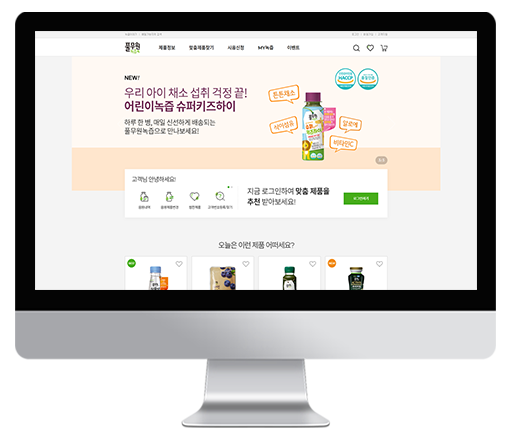 풀무원
제품정보
맞춤제품찾기
시음신청
MY녹즙
이벤트
NEW!
우리 아이 채소 섭취 걱정 끝!
어린이녹즙 슈퍼키즈하이
하루 한 병, 매일 신선하게 배송되는
풀무원녹즙으로 만나보세요!
튼튼채소
식이섬유
알로에
비타민C
HACCP
고객님 안녕하세요!
지금 로그인하여 맞춤 제품을
추천 받아보세요!
로그인하기
오늘은 이런 제품 어떠세요?
NEW
NEW